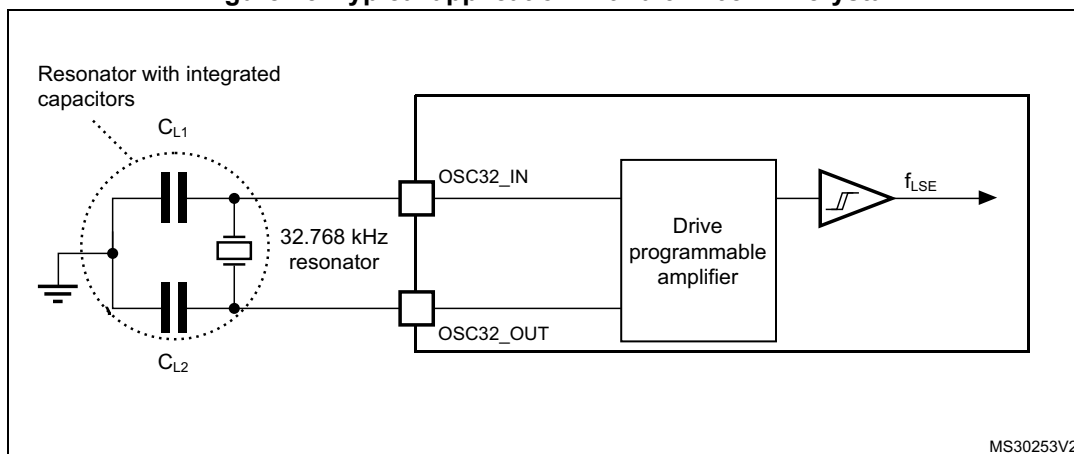 Resonator with integrated
capacitors
CL1
OSC32_IN
fLSE
32.768 kHz
resonator
Drive
programmable
amplifier
OSC32_OUT
CL2
MS30253V2